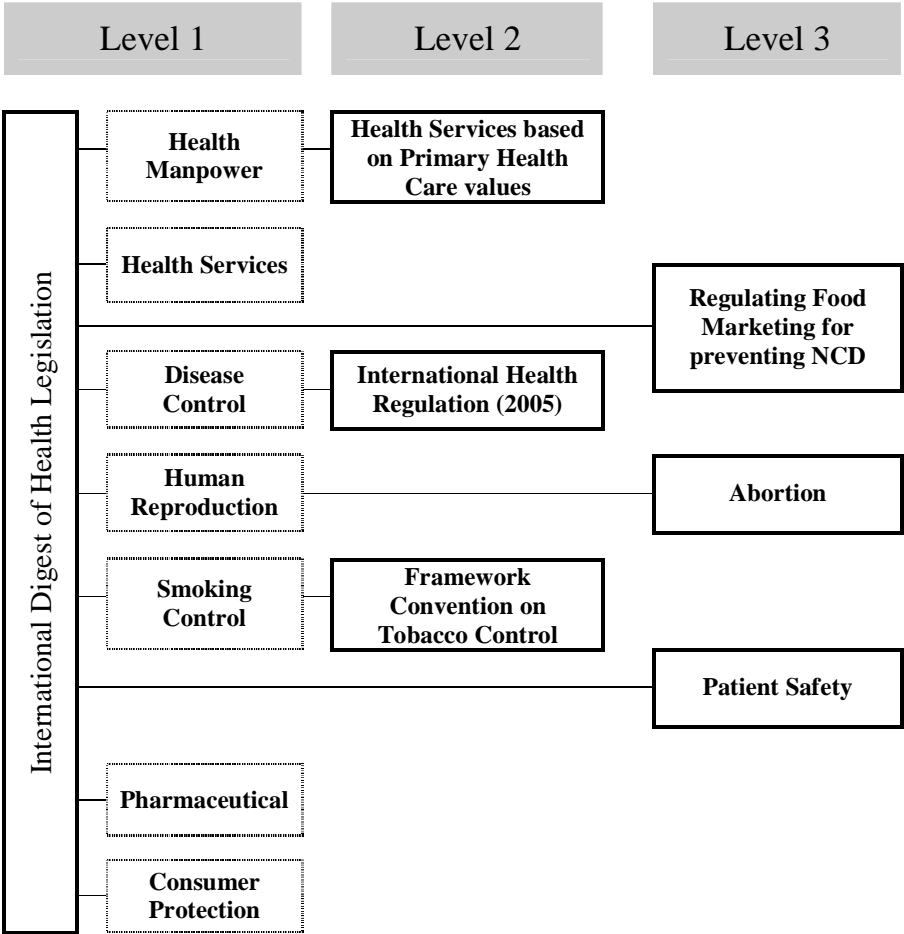 Level 1
Level 2
Level 3
International Digest of Health Legislation
Health
Manpower
Health Services based
on Primary Health
Care values
Health Services
Regulating Food
Marketing for
preventing NCD
Disease
Control
International Health
Regulation (2005)
Human
Reproduction
Abortion
Smoking
Control
Framework
Convention on
Tobacco Control
Patient Safety
Pharmaceutical
Consumer
Protection